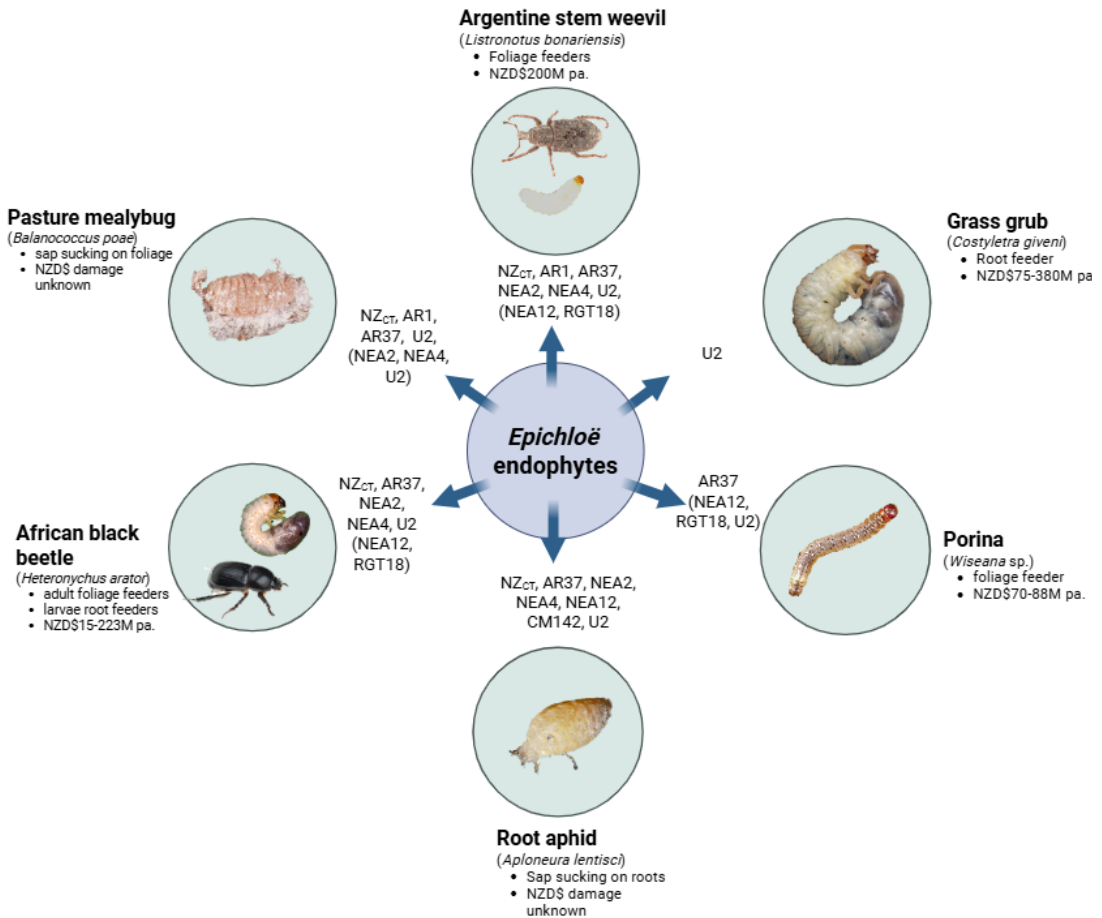 Argentine stem weevil
(Listronotus bonariensis)
• Foliage feeders
• NZD$200M pa.
NZCT, AR1, AR37,
NEA2, NEA4, U2,
(NEA12, RGT18)
Pasture mealybug
(Balanococcus poae)
• sap sucking on foliage
• NZD$ damage
unknown
NZCT, AR1,
AR37, U2,
(NEA2, NEA4,
U2)
Grass grub
(Costyletra giveni)
• Root feeder
• NZD$75-380M pa
U2
Epichloë
endophytes
African black
beetle
(Heteronychus arator)
• adult foliage feeders
• larvae root feeders
• NZD$15-223M pa.
NZCT, AR37,
NEA2,
NEA4, U2
(NEA12,
RGT18)
AR37
(NEA12,
RGT18, U2)
Porina
(Wiseana sp.)
• foliage feeder
• NZD$70-88M pa.
NZCT, AR37, NEA2,
NEA4, NEA12,
CM142, U2
Root aphid
(Aploneura lentisci)
• Sap sucking on roots
• NZD$ damage
unknown